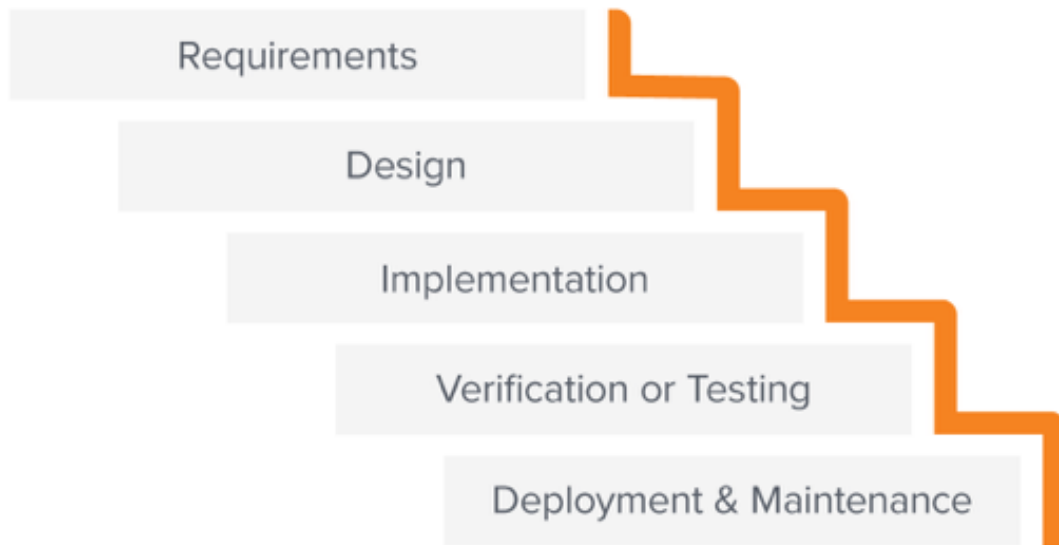 Requirements
Design
Implementation
Verification or Testing
Deployment & Maintenance